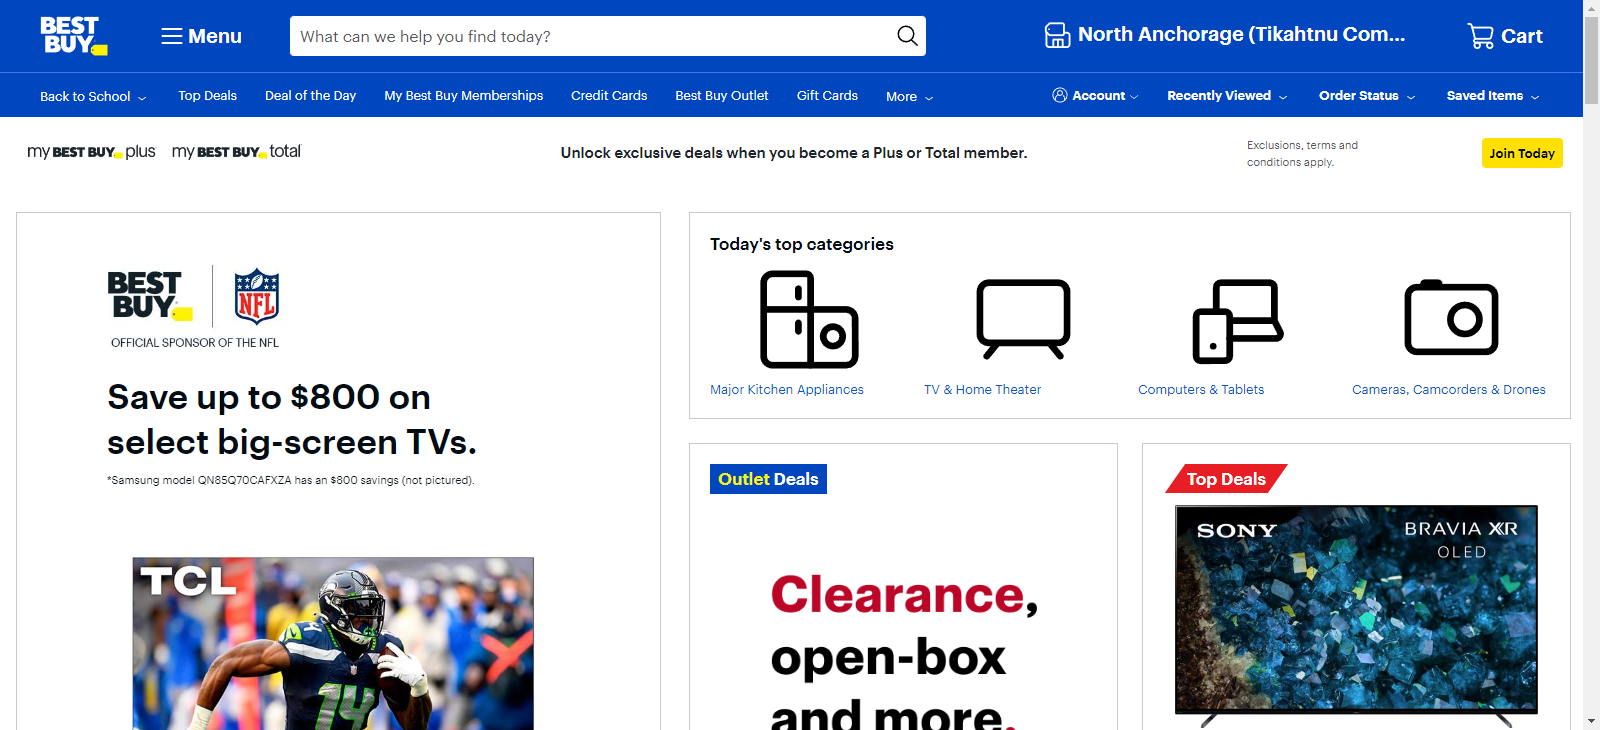 BEST BUY
Menu
What can we help you find today?
North Anchorage (Tikahtnu Com...
Cart
Back to School
Top Deals
Deal of the Day
My Best Buy Memberships
Credit Cards
Best Buy Outlet
Gift Cards
More
Account
Recently Viewed
Order Status
Saved Items
my BEST BUY plus
my BEST BUY total
Unlock exclusive deals when you become a Plus or Total member.
Exclusions, terms and
conditions apply.
Join Today
BEST BUY
NFL
OFFICIAL SPONSOR OF THE NFL
Save up to $800 on
select big-screen TVs.
*Samsung model QN85Q70CAFXZA has an $800 savings (not pictured).
TCL
14
Today's top categories
Major Kitchen Appliances
TV & Home Theater
Computers & Tablets
Cameras, Camcorders & Drones
Outlet Deals
Clearance,
open-box
and more.
Top Deals
SONY
BRAVIA XR
OLED